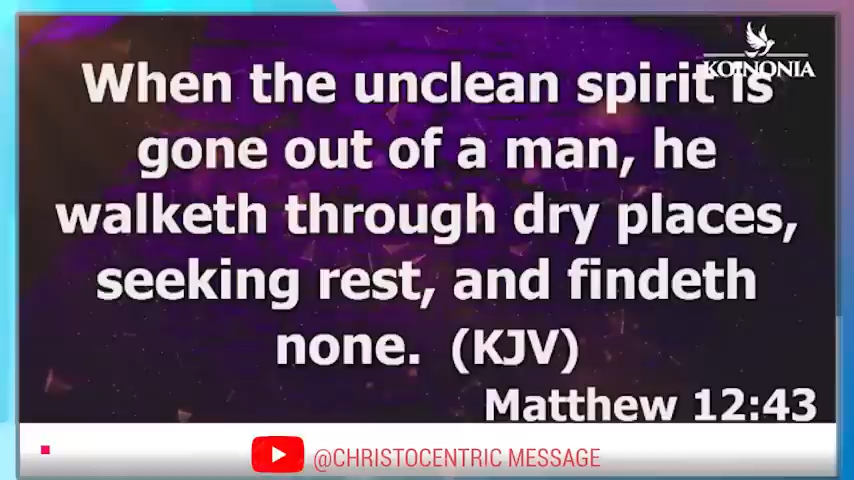 KOINONIA
When the unclean spirit is
gone out of a man, he
walketh through dry places,
seeking rest, and findeth
none. (KJV)
Matthew 12:43
@CHRISTOCENTRIC MESSAGE